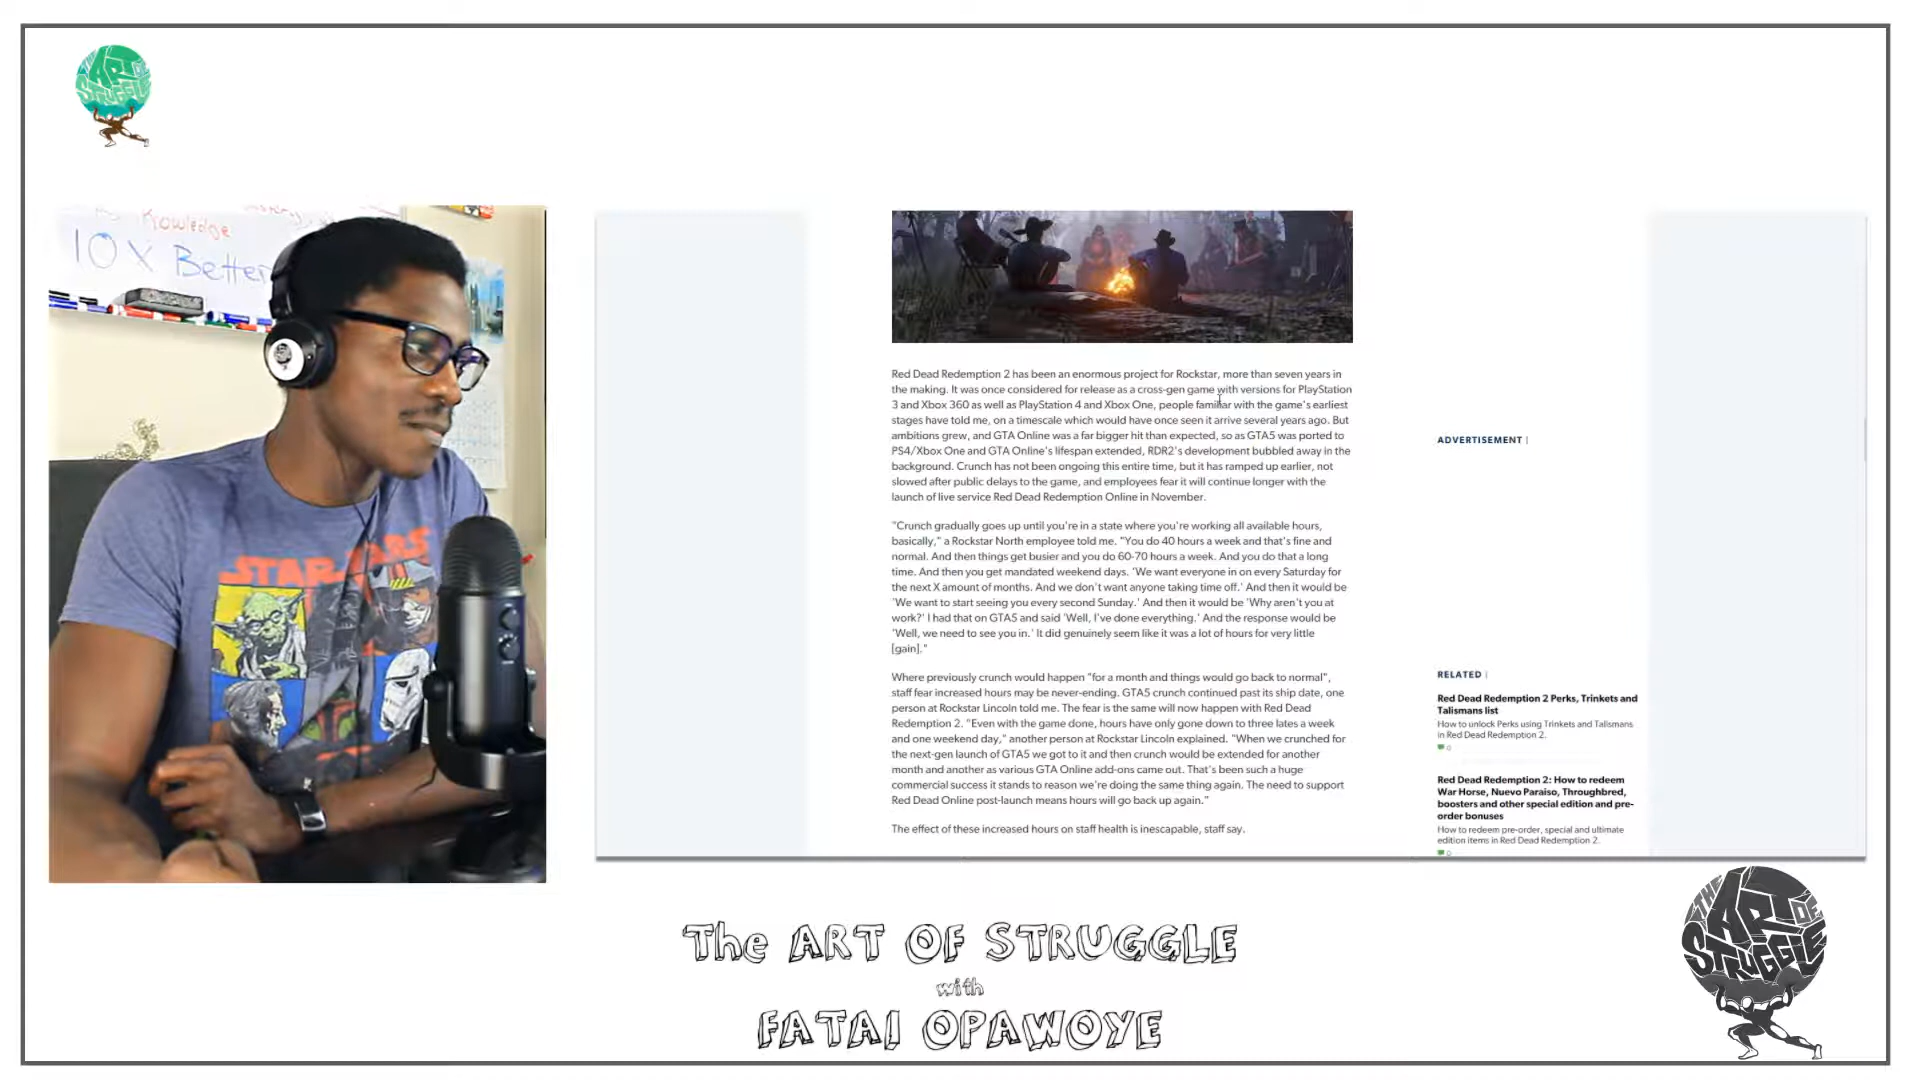 THE ART OF STRUGGLE
Knowledge
10X Better
STAR WARS
Red Dead Redemption 2 has been an enormous project for Rockstar, more than seven years in
the making. It was once considered for release as a cross-gen game with versions for PlayStation
3 and Xbox 360 as well as PlayStation 4 and Xbox One, people familiar with the game's earliest
stages have told me, on a timescale which would have once seen it arrive several years ago. But
ambitions grew, and GTA Online was a far bigger hit than expected, so as GTA5 was ported to
PS4/Xbox One and GTA Online's lifespan extended, RDR2's development bubbled away in the
background. Crunch has not been ongoing this entire time, but it has ramped up earlier, not
slowed after public delays to the game, and employees fear it will continue longer with the
launch of live service Red Dead Redemption Online in November.
"Crunch gradually goes up until you're in a state where you're working all available hours,
basically," a Rockstar North employee told me. "You do 40 hours a week and that's fine and
normal. And then things get busier and you do 60-70 hours a week. And you do that a long
time. And then you get mandated weekend days. 'We want everyone in on every Saturday for
the next X amount of months. And we don't want anyone taking time off.' And then it would be
'We want to start seeing you every second Sunday.' And then it would be 'Why aren't you at
work?' I had that on GTA5 and said 'Well, I've done everything.' And the response would be
'Well, we need to see you in.' It did genuinely seem like it was a lot of hours for very little
[gain]."
Where previously crunch would happen "for a month and things would go back to normal",
staff fear increased hours may be never-ending. GTA5 crunch continued past its ship date, one
person at Rockstar Lincoln told me. The fear is the same will now happen with Red Dead
Redemption 2. "Even with the game done, hours have only gone down to three lates a week
and one weekend day," another person at Rockstar Lincoln explained. "When we crunched for
the next-gen launch of GTA5 we got to it and then crunch would be extended for another
month and another as various GTA Online add-ons came out. That's been such a huge
commercial success it stands to reason we're doing the same thing again. The need to support
Red Dead Online post-launch means hours will go back up again."
The effect of these increased hours on staff health is inescapable, staff say.
ADVERTISEMENT |
RELATED |
Red Dead Redemption 2 Perks, Trinkets and
Talismans list
How to unlock Perks using Trinkets and Talismans
in Red Dead Redemption 2.
0
Red Dead Redemption 2: How to redeem
War Horse, Nuevo Paraiso, Throughbred,
boosters and other special edition and pre-
order bonuses
How to redeem pre-order, special and ultimate
edition items in Red Dead Redemption 2.
0
The ART OF STRUGGLE
with
FATAI OPAWOYE
THE ART OF STRUGGLE